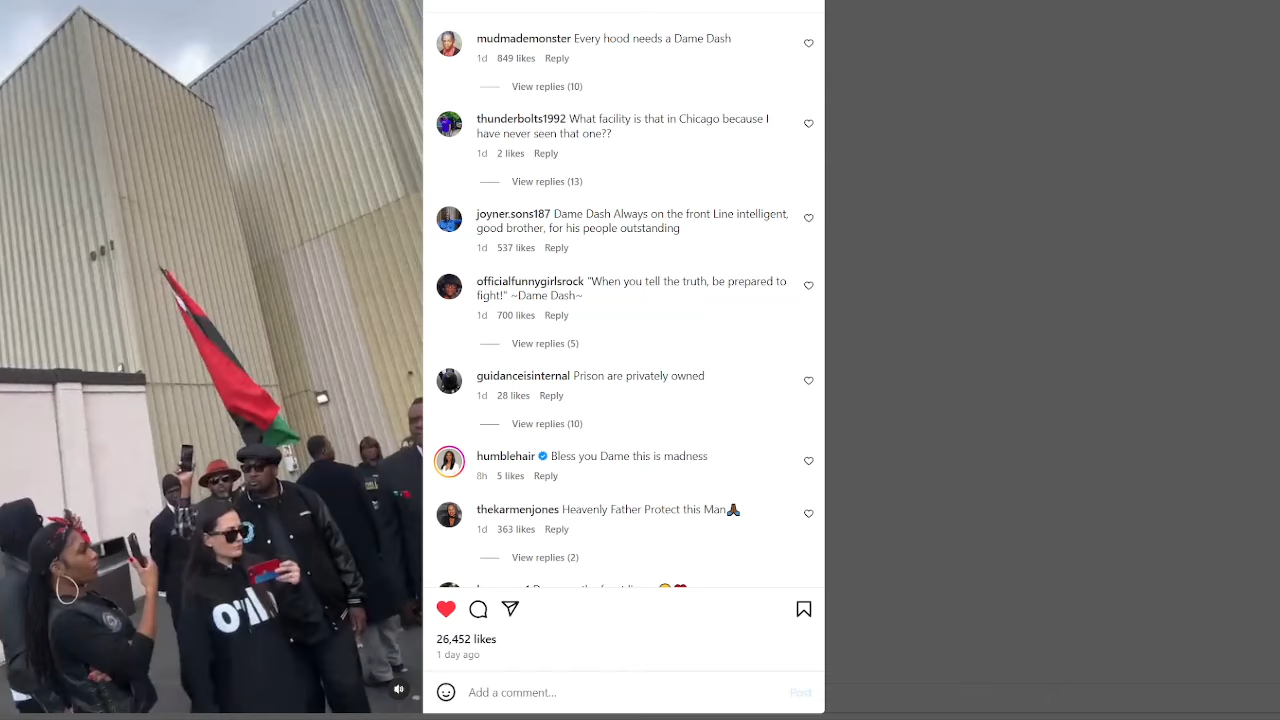 mudmademonster Every hood needs a Dame Dash
1d 849 likes Reply
View replies (10)
thunderbolts1992 What facility is that in Chicago because I
have never seen that one??
1d 2 likes Reply
View replies (13)
joyner.sons187 Dame Dash Always on the front Line intelligent,
good brother, for his people outstanding
1d 537 likes Reply
officialfunnygirlsrock "When you tell the truth, be prepared to
fight!" ~Dame Dash~
1d 700 likes Reply
View replies (5)
guidanceisinternal Prison are privately owned
1d 28 likes Reply
View replies (10)
humblehair Bless you Dame this is madness
8h 5 likes Reply
thekarmenjones Heavenly Father Protect this Man🙏🏾
1d 363 likes Reply
View replies (2)
26,452 likes
1 day ago
Add a comment...
Post